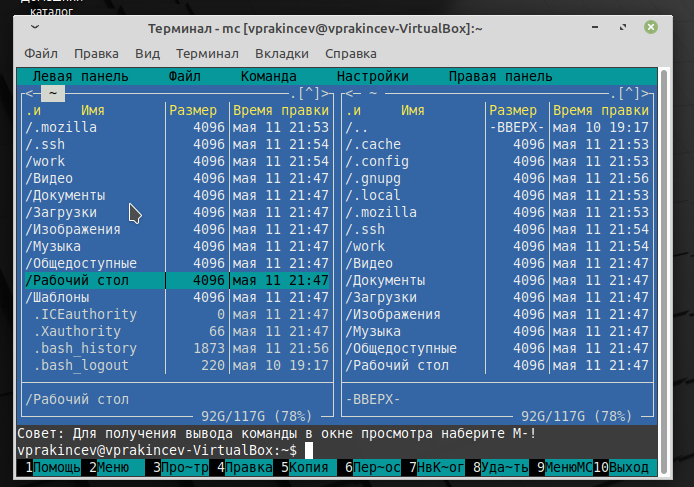 Домашний
каталог
Терминал - mc [vprakincev@vprakincev-VirtualBox]:~
Файл Правка Вид Терминал Вкладки Справка
Левая панель Файл Команда Настройки Правая панель
<— ~ .[^]> <— ~ .[^]>
.и Имя Размер Время правки .и Имя Размер Время правки
/.mozilla 4096 мая 11 21:53 /.. -ВВЕРХ- мая 10 19:17
/.ssh 4096 мая 11 21:54 /.cache 4096 мая 11 21:53
/work 4096 мая 11 21:54 /.config 4096 мая 11 21:53
/Видео 4096 мая 11 21:47 /.gnupg 4096 мая 11 21:56
/Документы 4096 мая 11 21:47 /.local 4096 мая 11 21:53
/Загрузки 4096 мая 11 21:47 /.mozilla 4096 мая 11 21:53
/Изображения 4096 мая 11 21:47 /.ssh 4096 мая 11 21:54
/Музыка 4096 мая 11 21:47 /work 4096 мая 11 21:54
/Общедоступные 4096 мая 11 21:47 /Видео 4096 мая 11 21:47
/Рабочий стол 4096 мая 11 21:47 /Документы 4096 мая 11 21:47
/Шаблоны 4096 мая 11 21:47 /Загрузки 4096 мая 11 21:47
.ICEauthority 0 мая 11 21:47 /Изображения 4096 мая 11 21:47
.Xauthority 66 мая 11 21:47 /Музыка 4096 мая 11 21:47
.bash_history 1873 мая 11 21:56 /Общедоступные 4096 мая 11 21:47
.bash_logout 220 мая 10 19:17 /Рабочий стол 4096 мая 11 21:47
/Рабочий стол -ВВЕРХ-
92G/117G (78%) 92G/117G (78%)
Совет: Для получения вывода команды в окне просмотра наберите M-!
vprakincev@vprakincev-VirtualBox:~$
1Помощь 2Меню 3Про~тр 4Правка 5Копия 6Пер~ос 7НвК~ог 8Уда~ть 9МенюMC 10Выход